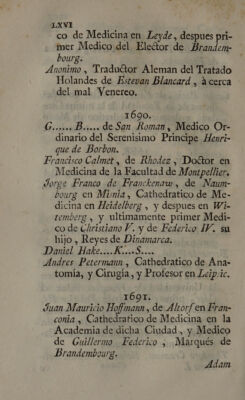 LXVI
co de Medicina en Leyde, despues pri-
mer Medico del Elector de Brandem-
bourg.
Anonimo, Traductor Aleman del Tratado
Holandes de Estevan Blancard, à cerca
del mal Venereo.
1690.
G...... B..... de San Roman, Medico Or-
dinario del Serenisimo Principe Henri-
que de Borbon.
Francisco Calmet, de Rhodez, Doctor en
Medicina de la Facultad de Montpellier.
Jorge Franco de Franckenaw, de Naum-
bourg en Misnia, Cathedratico de Me-
dicina en Heidelberg, y despues en Wi-
temberg, y ultimamente primer Medi-
co de Christiano V. y de Federico IV. su
hijo, Reyes de Dinamarca.
Daniel Hake....K....S....
Andres Petermann, Cathedratico de Ana-
tomia, y Cirugia, y Profesor en Leipsic.
1691.
Juan Mauricio Hoffmann, de Altorf en Fran-
conia, Cathedratico de Medicina en la
Academia de dicha Ciudad, y Medico
de Guillermo Federico, Marqués de
Brandembourg.
Adam